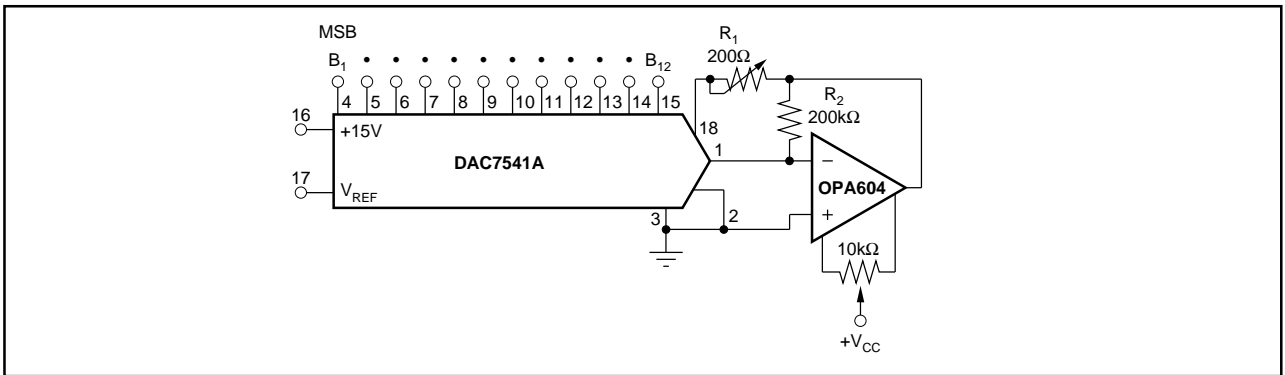 MSB
B1 • • • • • • • • • • B12
4 5 6 7 8 9 10 11 12 13 14 15
R1
200Ω
R2
200kΩ
16
+15V
18
1
DAC7541A
–
OPA604
+
17
VREF
3
2
10kΩ
+VCC